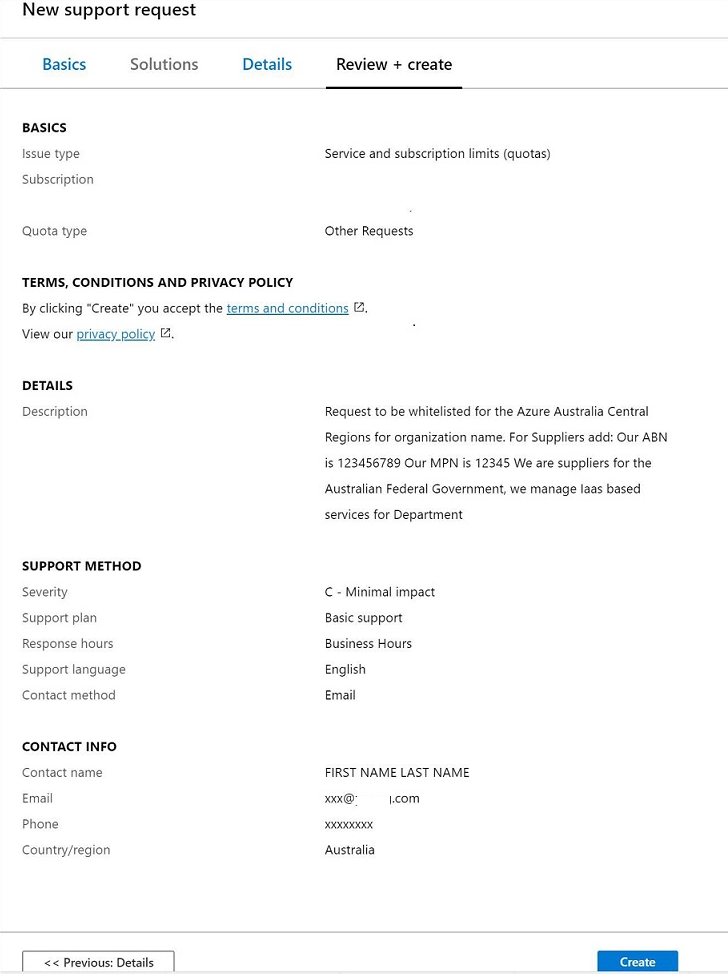 New support request
Basics Solutions Details Review + create
BASICS
Issue type Service and subscription limits (quotas)
Subscription
Quota type Other Requests
TERMS, CONDITIONS AND PRIVACY POLICY
By clicking "Create" you accept the terms and conditions.
View our privacy policy.
DETAILS
Description Request to be whitelisted for the Azure Australia Central
Regions for organization name. For Suppliers add: Our ABN
is 123456789 Our MPN is 12345 We are suppliers for the
Australian Federal Government, we manage Iaas based
services for Department
SUPPORT METHOD
Severity C - Minimal impact
Support plan Basic support
Response hours Business Hours
Support language English
Contact method Email
CONTACT INFO
Contact name FIRST NAME LAST NAME
Email xxx@ .com
Phone xxxxxxxx
Country/region Australia
<< Previous: Details Create